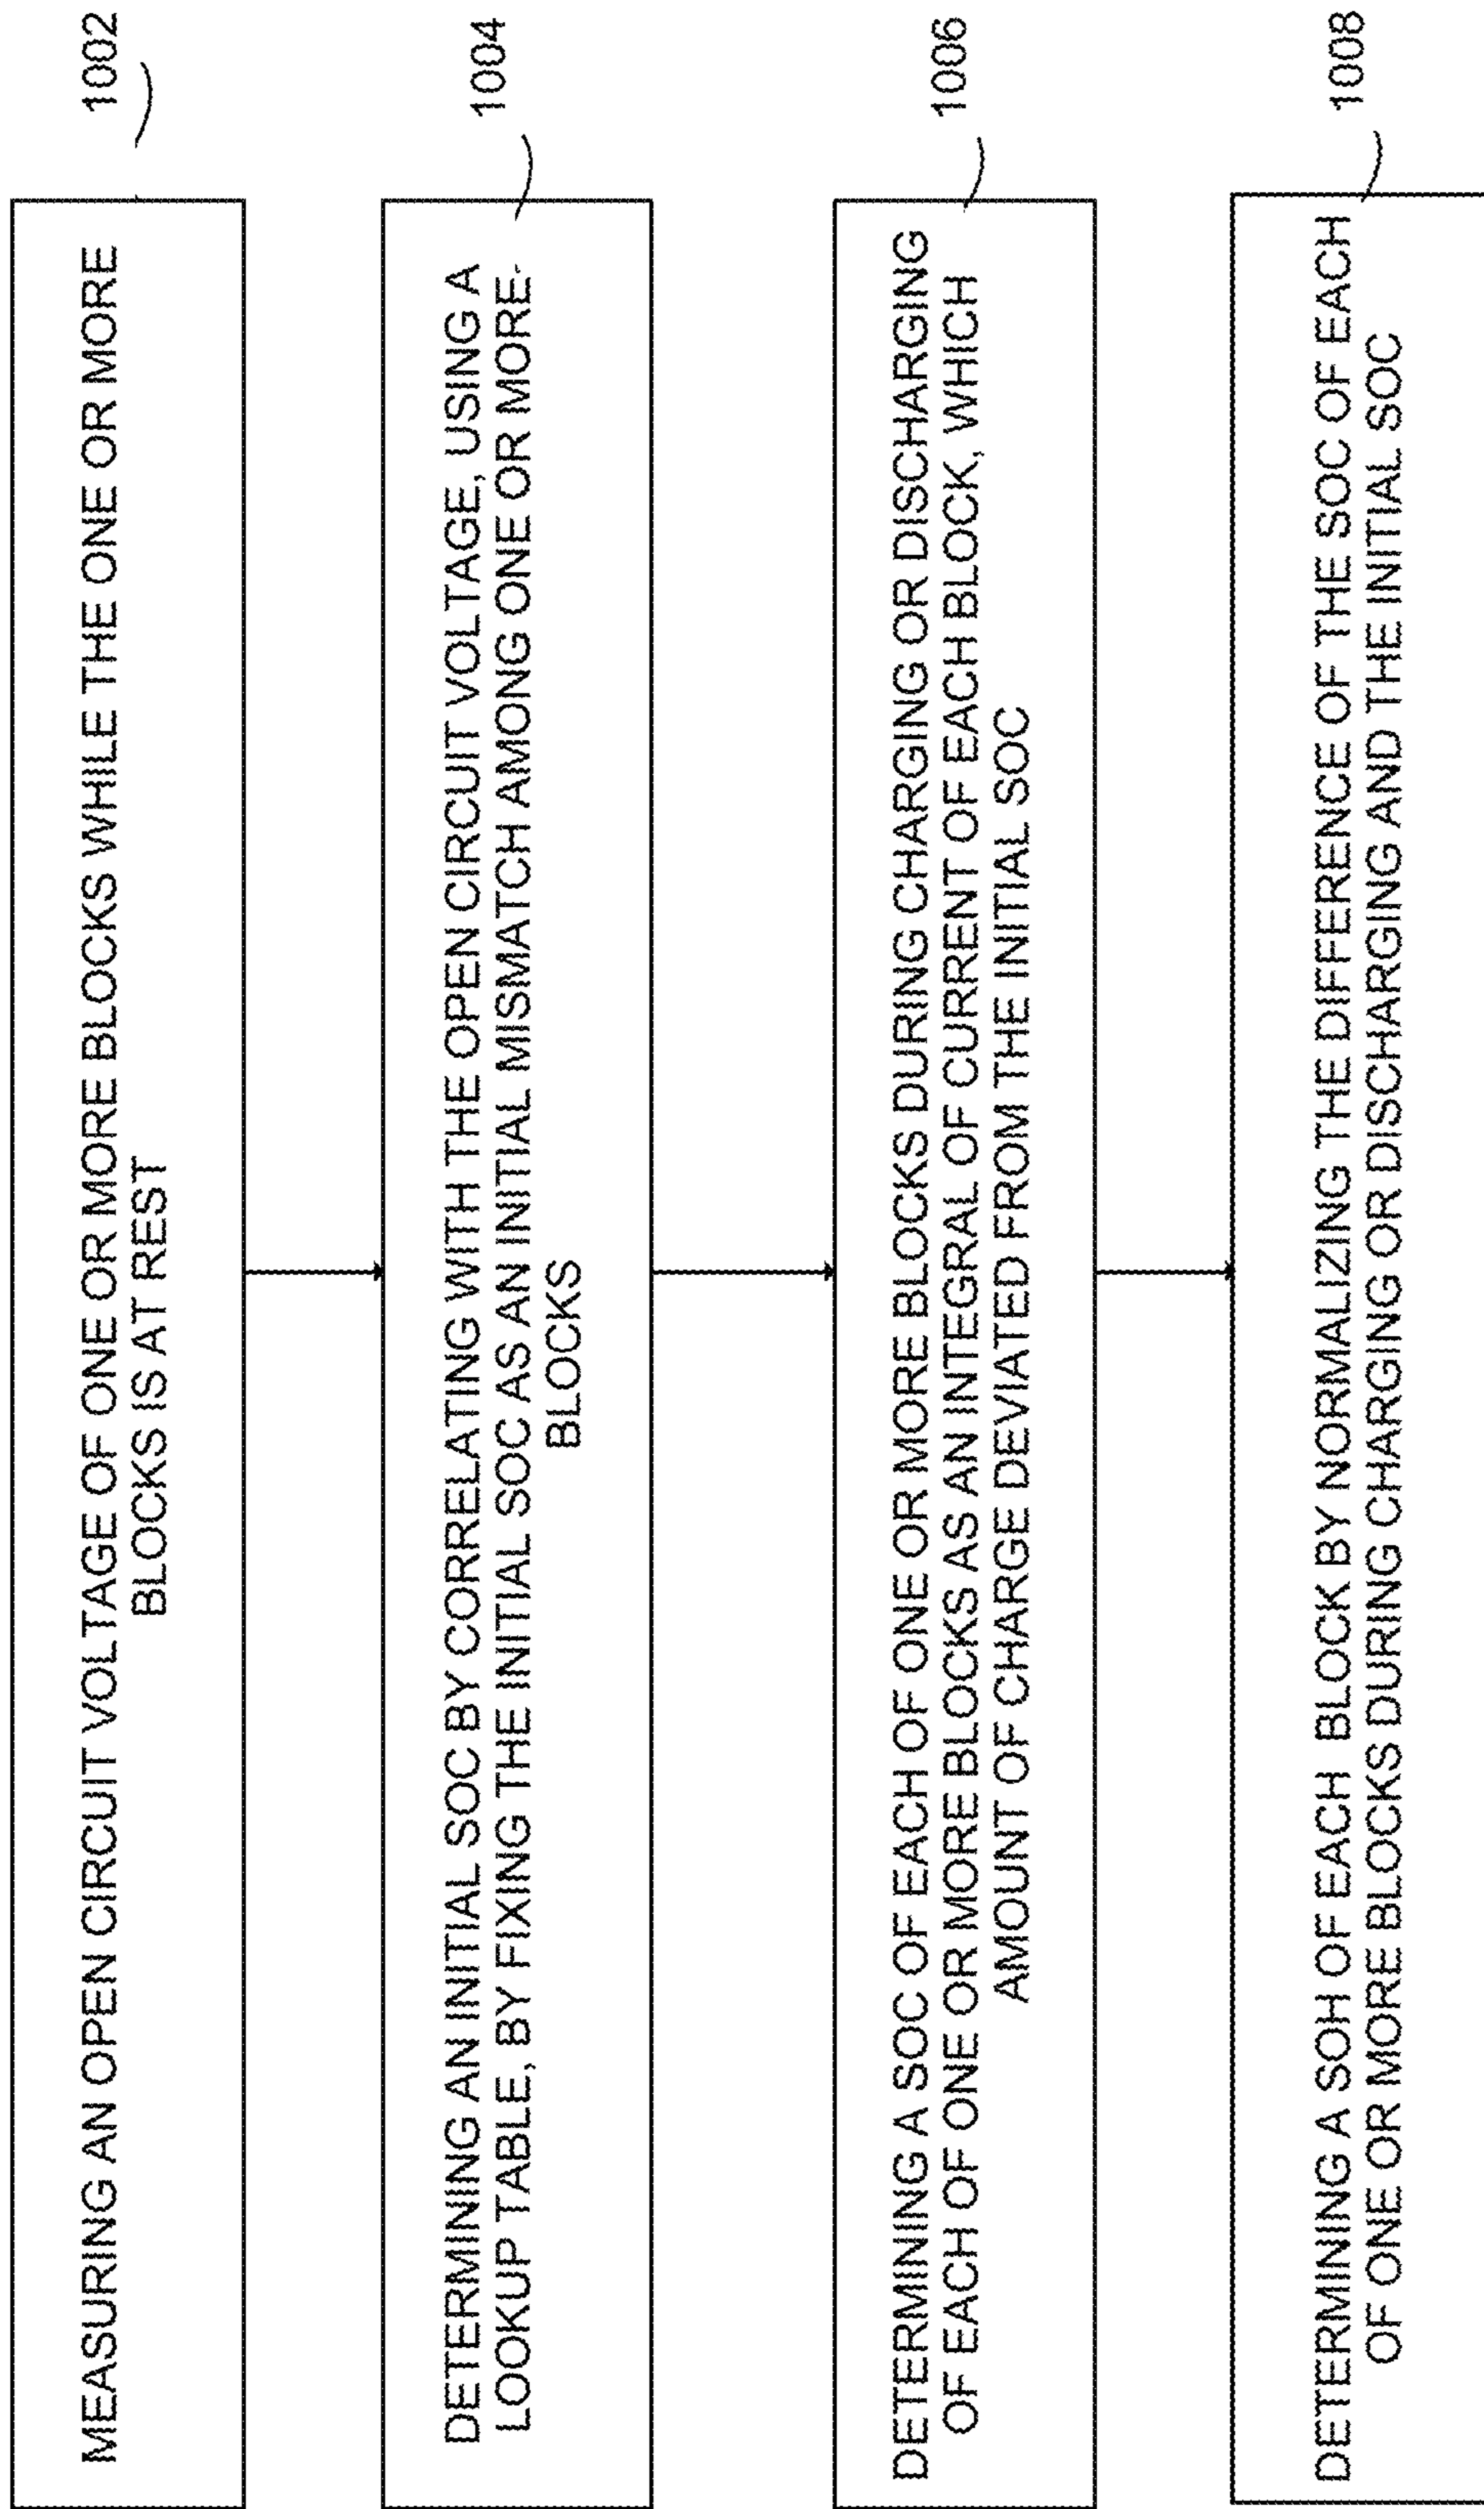 MEASURING AN OPEN CIRCUIT VOLTAGE OF ONE OR MORE BLOCKS WHILE THE ONE OR MORE
BLOCKS IS AT REST
1002
DETERMINING AN INITIAL SOC BY CORRELATING WITH THE OPEN CIRCUIT VOLTAGE, USING A
LOOKUP TABLE, BY FIXING THE INITIAL SOC AS AN INITIAL MISMATCH AMONG ONE OR MORE
BLOCKS
1004
DETERMINING A SOC OF EACH OF ONE OR MORE BLOCKS DURING CHARGING OR DISCHARGING
OF EACH OF ONE OR MORE BLOCKS AS AN INTEGRAL OF CURRENT OF EACH BLOCK, WHICH
AMOUNT OF CHARGE DEVIATED FROM THE INITIAL SOC
1006
DETERMINING A SOH OF EACH BLOCK BY NORMALIZING THE DIFFERENCE OF THE SOC OF EACH
OF ONE OR MORE BLOCKS DURING CHARGING OR DISCHARGING AND THE INITIAL SOC
1008